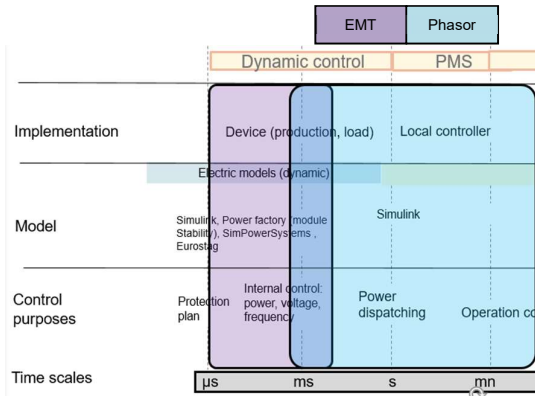 EMT Phasor
Dynamic control PMS
Implementation Device (production, load) Local controller
Electric models (dynamic)
Model
Simulink, Power factory (module
Stability), SimPowerSystems ,
Eurostag
Simulink
Control
purposes
Protection
plan
Internal control:
power, voltage,
frequency
Power
dispatching
Operation co
Time scales µs ms s mn